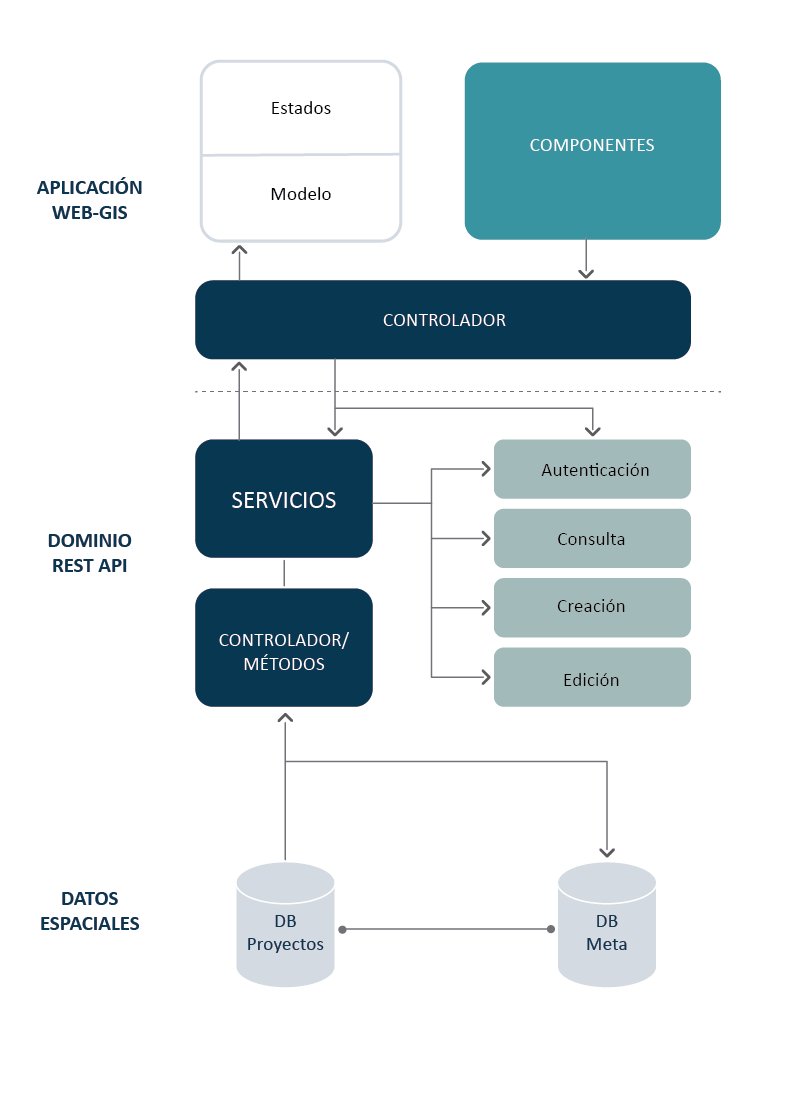 Estados
Modelo
COMPONENTES
APLICACIÓN
WEB-GIS
CONTROLADOR
SERVICIOS
Autenticación
Consulta
Creación
Edición
DOMINIO
REST API
CONTROLADOR/
MÉTODOS
DATOS
ESPACIALES
DB
Proyectos
DB
Meta